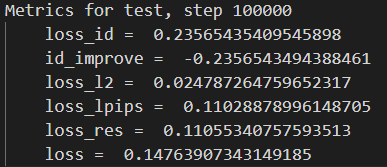 Metrics for test, step 100000
loss_id =  0.23565435409545898
id_improve =  -0.2356543494388461
loss_l2 =  0.024787264759652317
loss_lpips =  0.11028878996148705
loss_res =  0.11055340757593513
loss =  0.14763907343149185